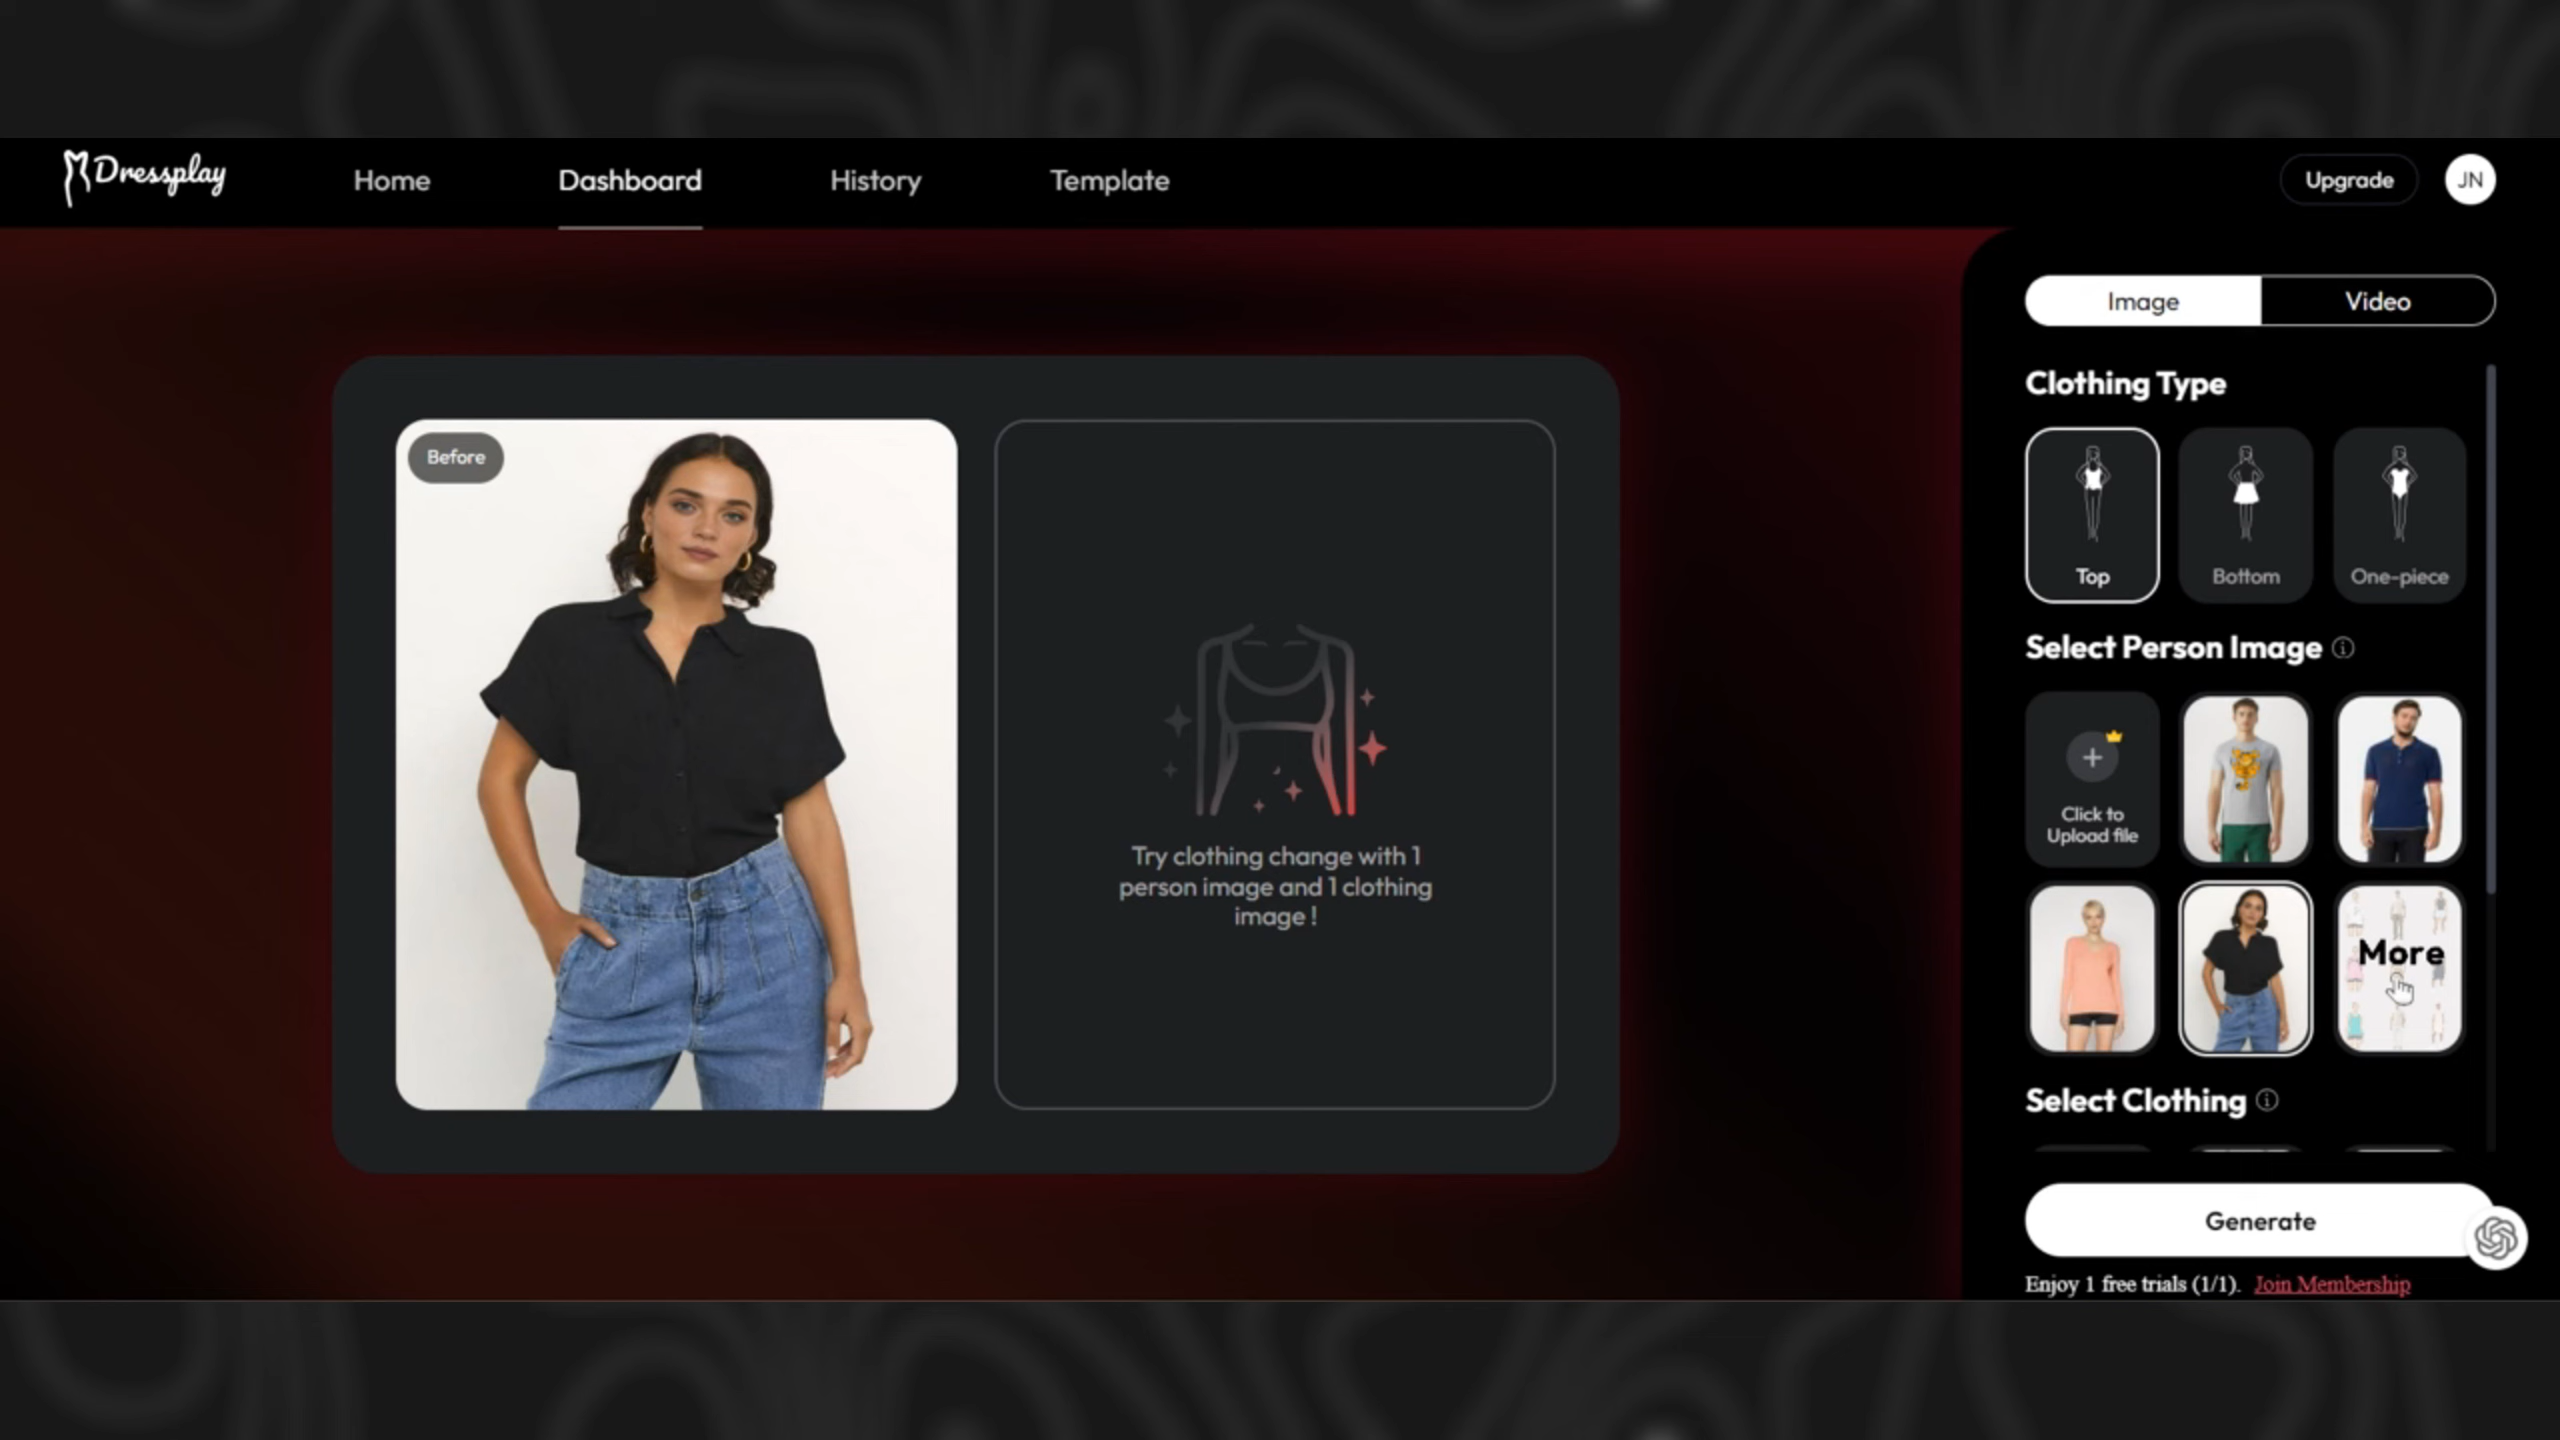 Dressplay
Home
Dashboard
History
Template
Upgrade
JN
Image
Video
Clothing Type
Top
Bottom
One-piece
Select Person Image
Click to
Upload file
More
Select Clothing
Generate
Enjoy 1 free trials (1/1). Join Membership
Before
Try clothing change with 1
person image and 1 clothing
image !